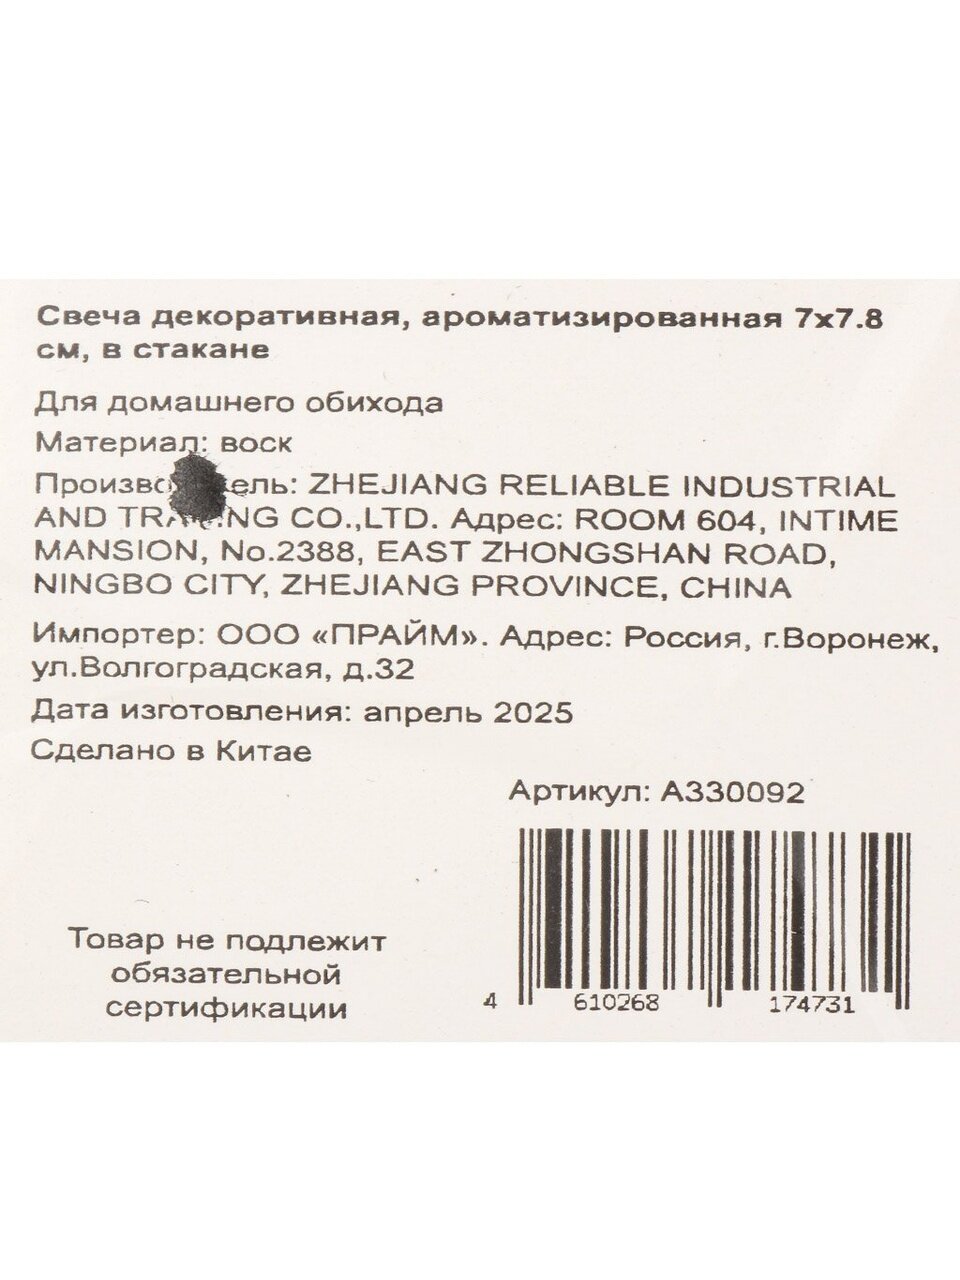 Свеча декоративная, ароматизированная 7х7.8
см, в стакане
Для домашнего обихода
Материал: воск
ZHEJIANG RELIABLE INDUSTRIAL
AND CO.,LTD. Адрес: ROOM 604, INTIME
MANSION, No.2388, EAST ZHONGSHAN ROAD,
NINGBO CITY, ZHEJIANG PROVINCE, CHINA
Импортер: ООО «ПРАЙМ». Адрес: Россия, г.Воронеж,
ул.Волгоградская, д.32
Дата изготовления: апрель 2025
Сделано в Китае
Артикул: А330092
Товар не подлежит
обязательной
сертификации
4 610268 174731